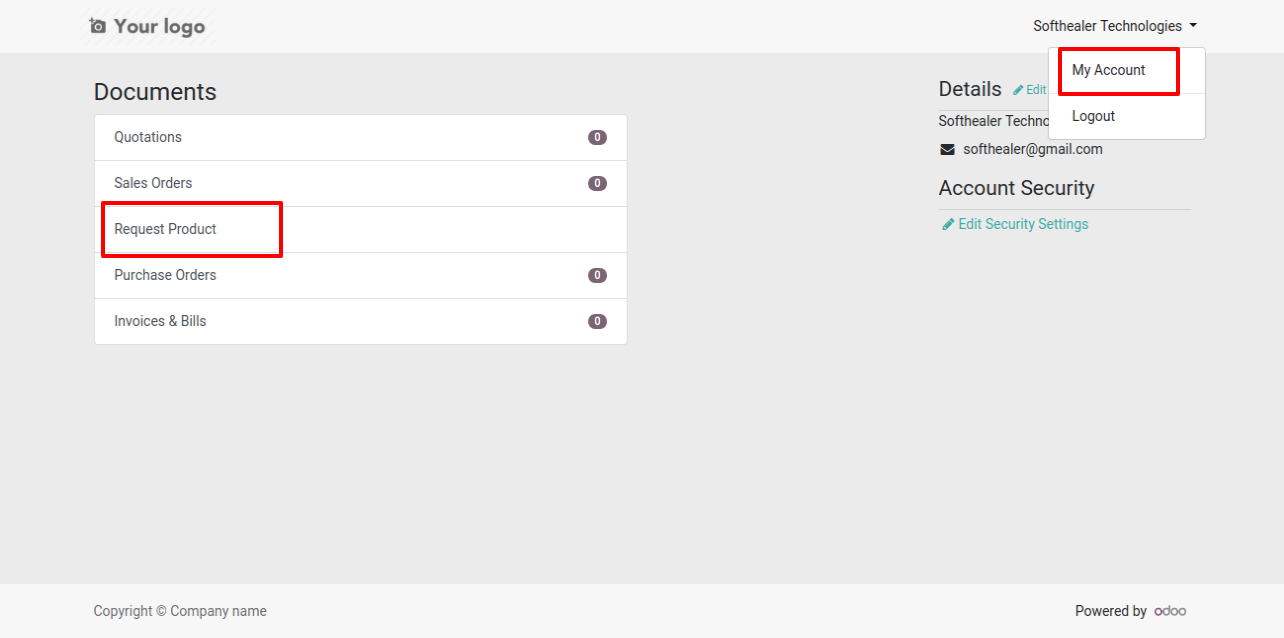 Your logo
Softhealer Technologies
My Account
Logout
Documents
Quotations 0
Sales Orders 0
Request Product
Purchase Orders 0
Invoices & Bills 0
Details Edit
Softhealer Techno
softhealer@gmail.com
Account Security
Edit Security Settings
Copyright © Company name
Powered by odoo